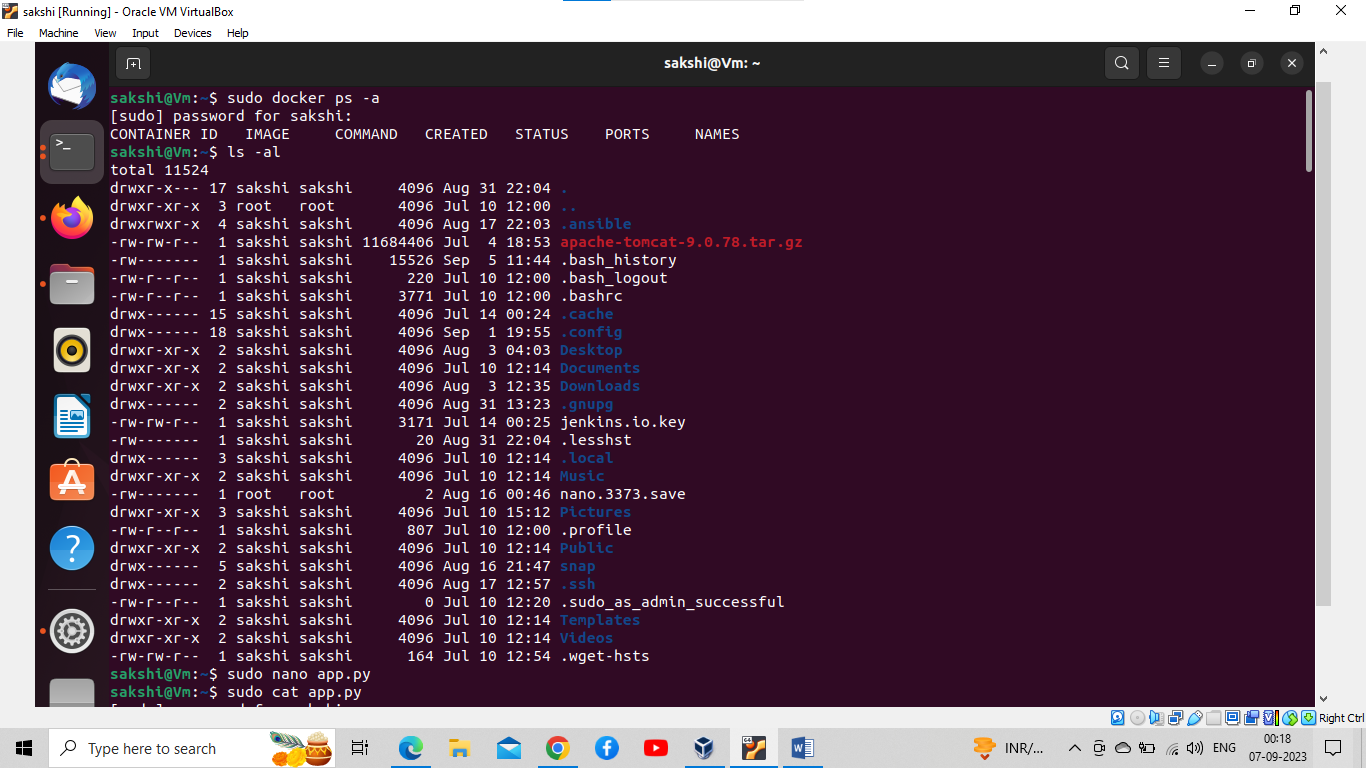 sakshi [Running] - Oracle VM VirtualBox
File Machine View Input Devices Help
sakshi@Vm: ~
sakshi@Vm:~$ sudo docker ps -a
[sudo] password for sakshi:
CONTAINER ID   IMAGE     COMMAND   CREATED   STATUS    PORTS     NAMES
sakshi@Vm:~$ ls -al
total 11524
drwxr-x--- 17 sakshi sakshi     4096 Aug 31 22:04 .
drwxr-xr-x  3 root   root       4096 Jul 10 12:00 ..
drwxrwxr-x  4 sakshi sakshi     4096 Aug 17 22:03 .ansible
-rw-rw-r--  1 sakshi sakshi 11684406 Jul  4 18:53 apache-tomcat-9.0.78.tar.gz
-rw-------  1 sakshi sakshi    15526 Sep  5 11:44 .bash_history
-rw-r--r--  1 sakshi sakshi      220 Jul 10 12:00 .bash_logout
-rw-r--r--  1 sakshi sakshi     3771 Jul 10 12:00 .bashrc
drwx------ 15 sakshi sakshi     4096 Jul 14 00:24 .cache
drwx------ 18 sakshi sakshi     4096 Sep  1 19:55 .config
drwxr-xr-x  2 sakshi sakshi     4096 Aug  3 04:03 Desktop
drwxr-xr-x  2 sakshi sakshi     4096 Jul 10 12:14 Documents
drwxr-xr-x  2 sakshi sakshi     4096 Aug  3 12:35 Downloads
drwx------  2 sakshi sakshi     4096 Aug 31 13:23 .gnupg
-rw-rw-r--  1 sakshi sakshi     3171 Jul 14 00:25 jenkins.io.key
-rw-------  1 sakshi sakshi       20 Aug 31 22:04 .lesshst
drwx------  3 sakshi sakshi     4096 Jul 10 12:14 .local
drwxr-xr-x  2 sakshi sakshi     4096 Jul 10 12:14 Music
-rw-------  1 root   root          2 Aug 16 00:46 nano.3373.save
drwxr-xr-x  3 sakshi sakshi     4096 Jul 10 15:12 Pictures
-rw-r--r--  1 sakshi sakshi      807 Jul 10 12:00 .profile
drwxr-xr-x  2 sakshi sakshi     4096 Jul 10 12:14 Public
drwx------  5 sakshi sakshi     4096 Aug 16 21:47 snap
drwx------  2 sakshi sakshi     4096 Aug 17 12:57 .ssh
-rw-r--r--  1 sakshi sakshi        0 Jul 10 12:20 .sudo_as_admin_successful
drwxr-xr-x  2 sakshi sakshi     4096 Jul 10 12:14 Templates
drwxr-xr-x  2 sakshi sakshi     4096 Jul 10 12:14 Videos
-rw-rw-r--  1 sakshi sakshi      164 Jul 10 12:54 .wget-hsts
sakshi@Vm:~$ sudo nano app.py
sakshi@Vm:~$ sudo cat app.py
Right Ctrl
Type here to search
INR/...
ENG
00:18
07-09-2023